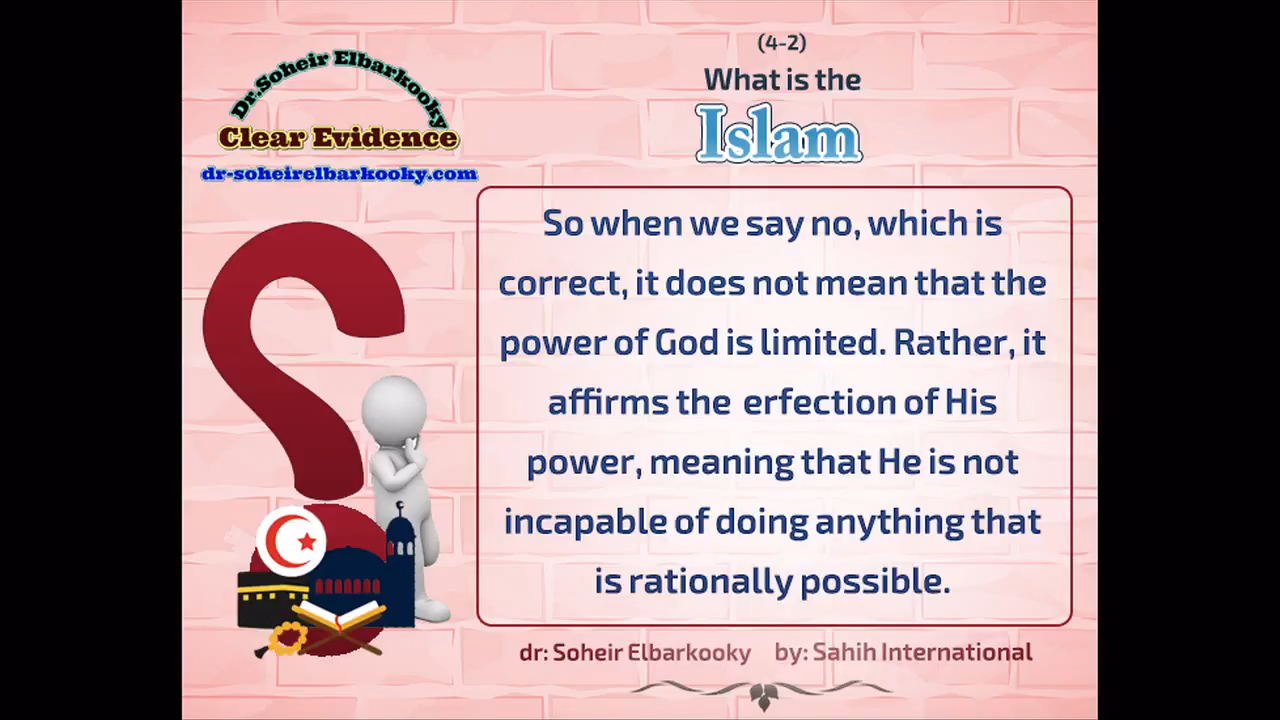 Dr.Soheir Elbarkooky
Clear Evidence
dr-soheirelbarkooky.com
(4-2)
What is the
Islam
So when we say no, which is
correct, it does not mean that the
power of God is limited. Rather, it
affirms the erfection of His
power, meaning that He is not
incapable of doing anything that
is rationally possible.
dr: Soheir Elbarkooky by: Sahih International